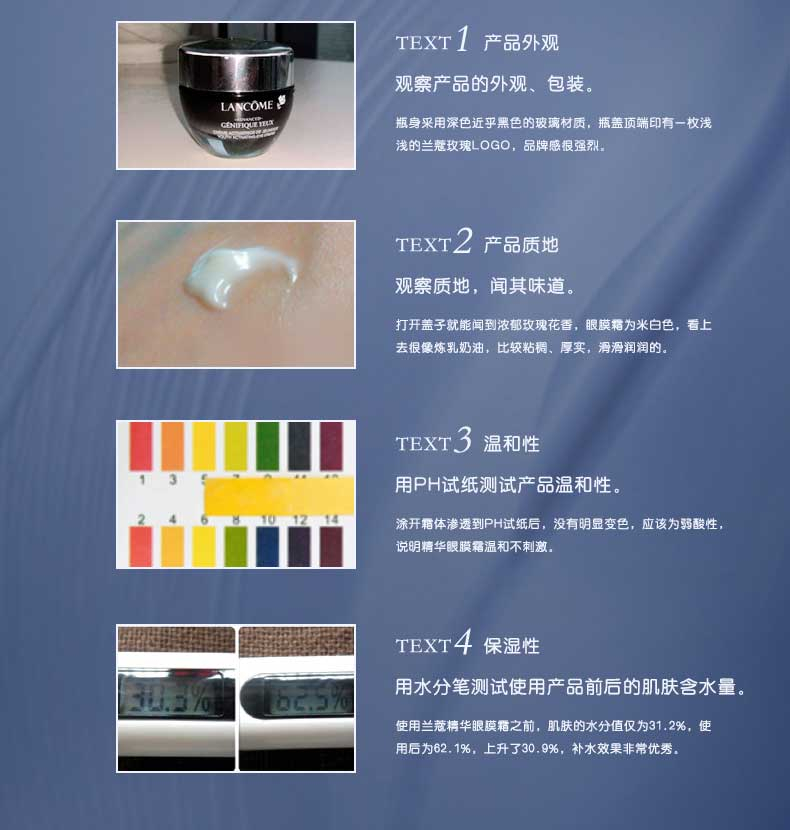 LANCÔME
ADVANCED
GÉNIFIQUE YEUX
YOUTH ACTIVATING EYE CREAM
TEXT1 产品外观
观察产品的外观、包装。
瓶身采用深色近乎黑色的玻璃材质，瓶盖顶端印有一枚浅
浅的兰蔻玫瑰LOGO，品牌感很强烈。
TEXT2 产品质地
观察质地，闻其味道。
打开盖子就能闻到浓郁玫瑰花香，眼膜霜为米白色，看上
去很像炼乳奶油，比较粘稠、厚实，滑滑润润的。
1 3 5 7 9 11 13
2 4 6 8 10 12 14
TEXT3 温和性
用PH试纸测试产品温和性。
涂开霜体渗透到PH试纸后，没有明显变色，应该为弱酸性，
说明精华眼膜霜温和不刺激。
30.3% 62.5%
TEXT4 保湿性
用水分笔测试使用产品前后的肌肤含水量。
使用兰蔻精华眼膜霜之前，肌肤的水分值仅为31.2%，使
用后为62.1%，上升了30.9%，补水效果非常优秀。